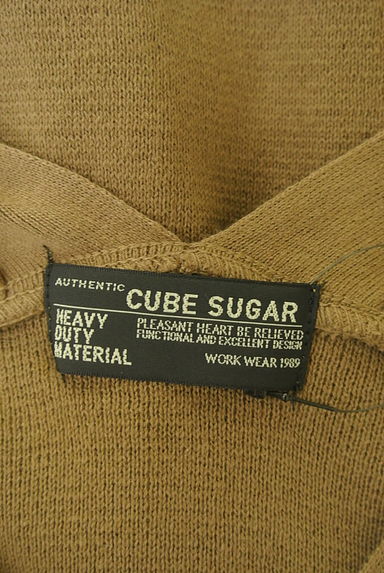 AUTHENTIC CUBE SUGAR
HEAVY
DUTY
MATERIAL
PLEASANT HEART BE RELIEVED
FUNCTIONAL AND EXCELLENT DESIGN
WORK WEAR 1989